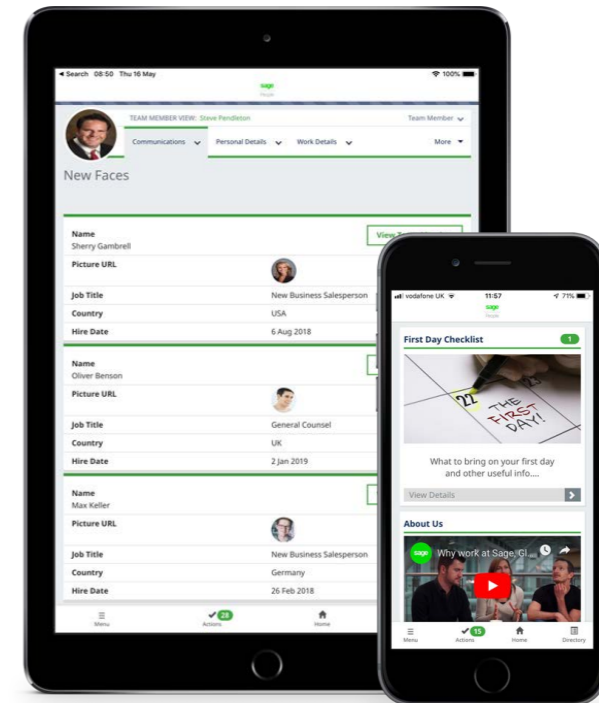 Search 08:50 Thu 16 May 100%
sage
People
TEAM MEMBER VIEW: Steve Pendleton Team Member
Communications Personal Details Work Details More
New Faces
Name
Sherry Gambrell
Picture URL
Job Title New Business Salesperson
Country USA
Hire Date 6 Aug 2018
Name
Oliver Benson
Picture URL
Job Title General Counsel
Country UK
Hire Date 2 Jan 2019
Name
Max Keller
Picture URL
Job Title New Business Salesperson
Country Germany
Hire Date 26 Feb 2018
Menu Actions 28 Home
vodafone UK 11:57 71%
sage
People
First Day Checklist 1
22 23
THE
FIRST
DAY!
What to bring on your first day
and other useful info....
View Details
About Us
sage Why work at Sage, Gl...
Menu Actions 15 Home Directory